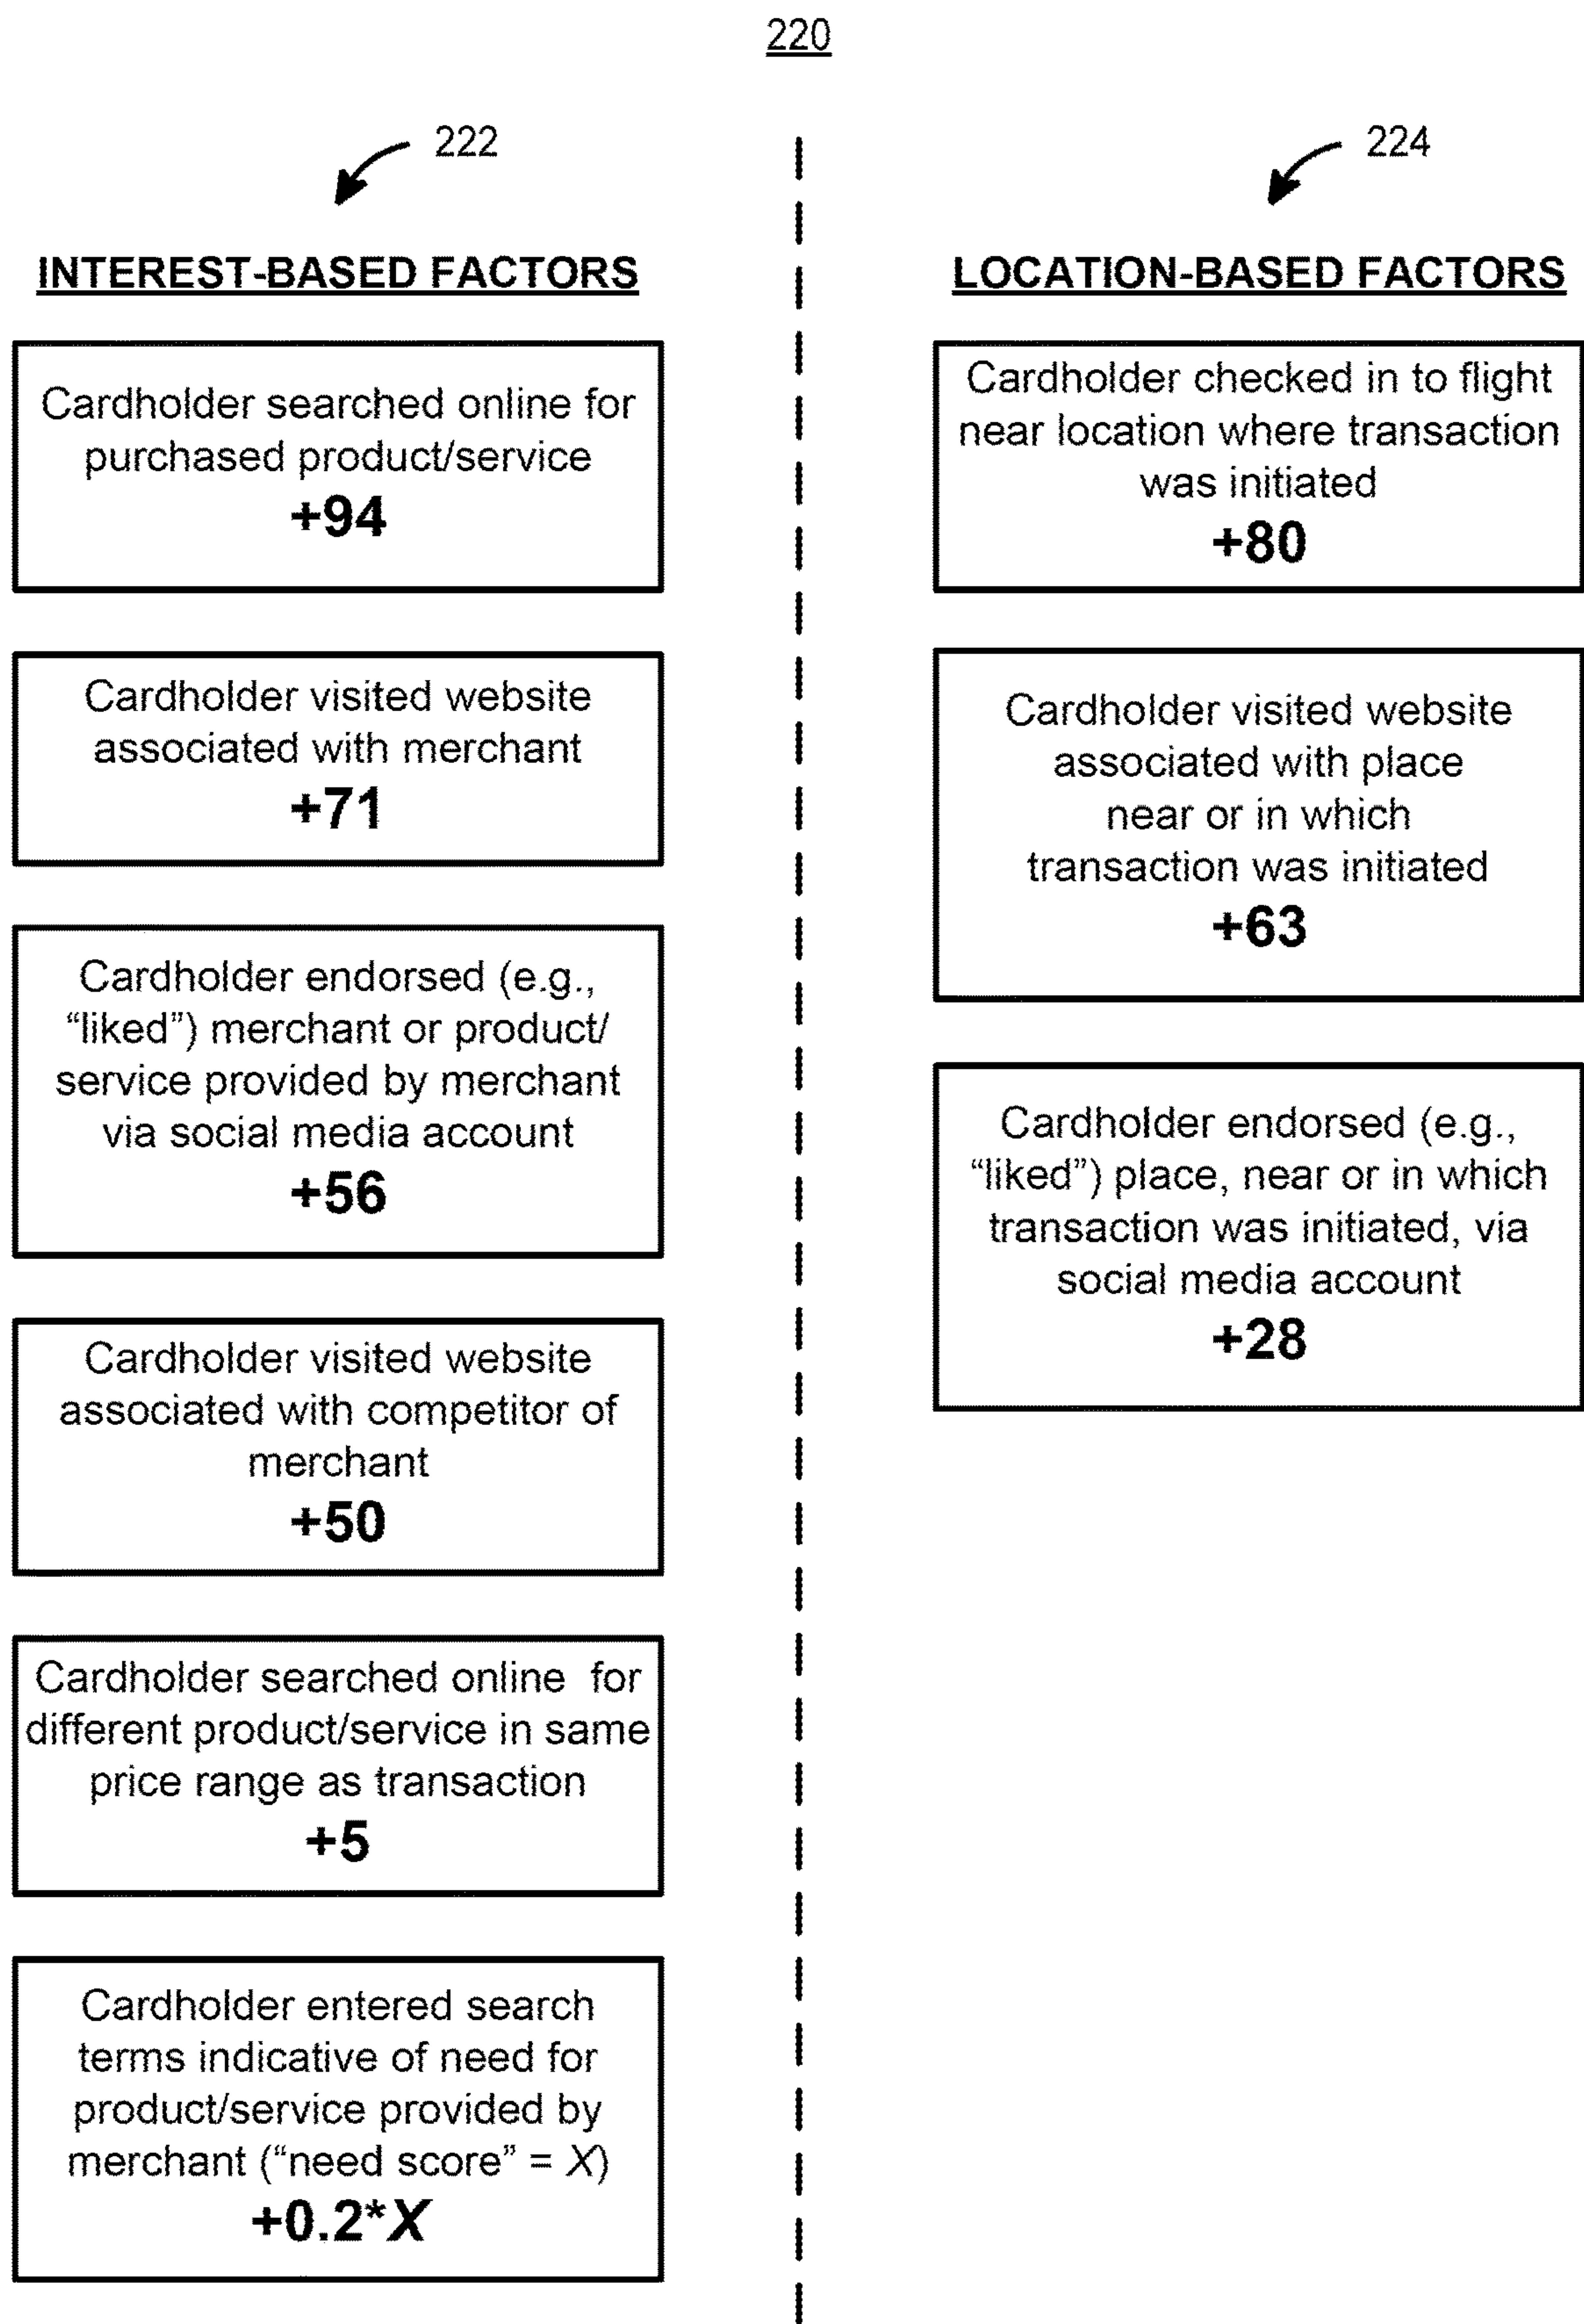 220
222
INTEREST-BASED FACTORS
Cardholder searched online for
purchased product/service
+94
Cardholder visited website
associated with merchant
+71
Cardholder endorsed (e.g.,
“liked”) merchant or product/
service provided by merchant
via social media account
+56
Cardholder visited website
associated with competitor of
merchant
+50
Cardholder searched online for
different product/service in same
price range as transaction
+5
Cardholder entered search
terms indicative of need for
product/service provided by
merchant (“need score” = X)
+0.2*X
224
LOCATION-BASED FACTORS
Cardholder checked in to flight
near location where transaction
was initiated
+80
Cardholder visited website
associated with place
near or in which
transaction was initiated
+63
Cardholder endorsed (e.g.,
“liked”) place, near or in which
transaction was initiated, via
social media account
+28